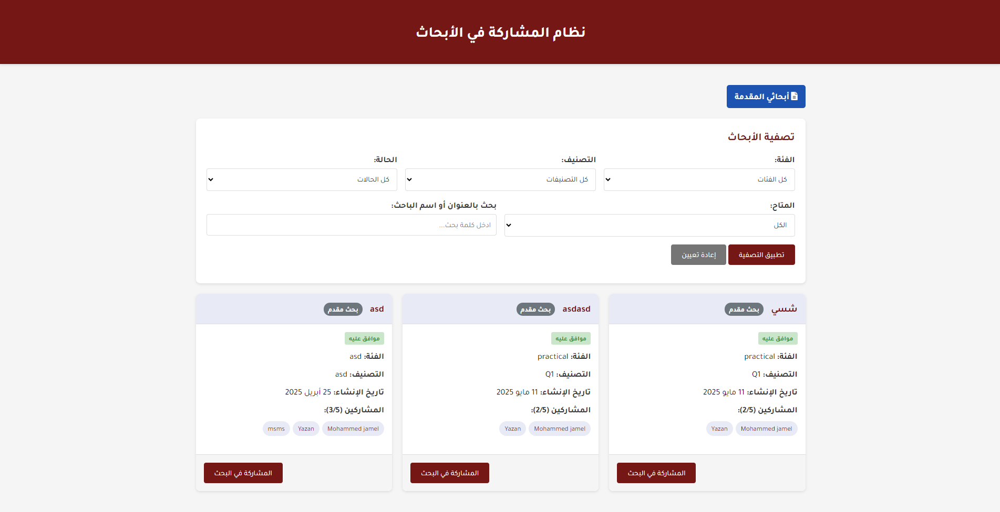 نظام المشاركة في الأبحاث
أبحاثي المقدمة
تصفية الأبحاث
الفئة:
كل الفئات
التصنيف:
كل التصنيفات
الحالة:
كل الحالات
المتاح:
الكل
بحث بالعنوان أو اسم الباحث:
ادخل كلمة بحث...
تطبيق التصفية
إعادة تعيين
شسي
بحث مقدم
موافق عليه
الفئة: practical
التصنيف: Q1
تاريخ الإنشاء: 11 مايو 2025
المشاركين (2/5):
Mohammed jamel
Yazan
المشاركة في البحث
asdasd
بحث مقدم
موافق عليه
الفئة: practical
التصنيف: Q1
تاريخ الإنشاء: 11 مايو 2025
المشاركين (2/5):
Mohammed jamel
Yazan
المشاركة في البحث
asd
بحث مقدم
موافق عليه
الفئة: asd
التصنيف: asd
تاريخ الإنشاء: 25 أبريل 2025
المشاركين (3/5):
Mohammed jamel
Yazan
msms
المشاركة في البحث